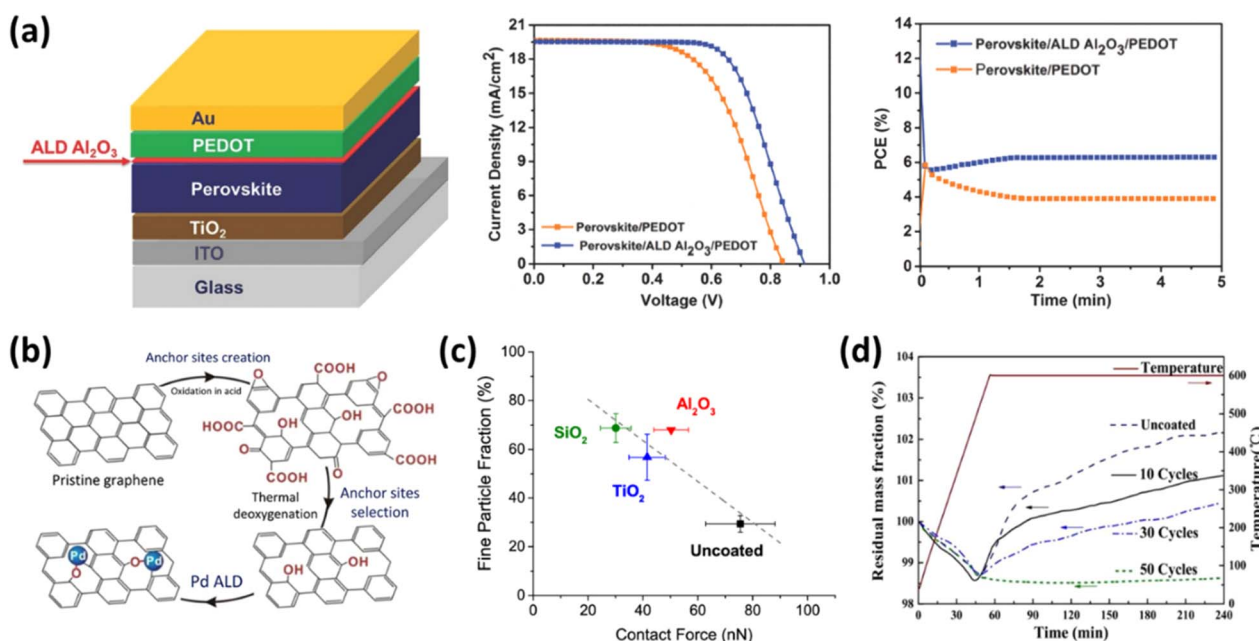 (a)
Au
PEDOT
ALD Al₂O₃
Perovskite
TiO₂
ITO
Glass
Current Density (mA/cm²)
24
21
18
15
12
9
6
3
0
Perovskite/PEDOT
Perovskite/ALD Al₂O₃/PEDOT
0.0 0.2 0.4 0.6 0.8 1.0
Voltage (V)
PCE (%)
14
12
10
8
6
4
2
0
Perovskite/ALD Al₂O₃/PEDOT
Perovskite/PEDOT
0 1 2 3 4 5
Time (min)
(b)
Anchor sites creation
Oxidation in acid
Pristine graphene
O
COOH
O
COOH
OH
HOOC
OH
HOOC
COOH
O
O
COOH
COOH
Thermal
deoxygenation
Anchor sites
selection
Pd
Pd
O
O
Pd ALD
OH
OH
(c)
Fine Particle Fraction (%)
100
80
60
40
20
0
SiO₂
Al₂O₃
TiO₂
Uncoated
0 20 40 60 80 100
Contact Force (nN)
(d)
Residual mass fraction (%)
104
103
102
101
100
99
98
Temperature
Uncoated
10 Cycles
30 Cycles
50 Cycles
600
500
400
300
200
100
0
Temperature(℃)
0 30 60 90 120 150 180 210 240
Time (min)